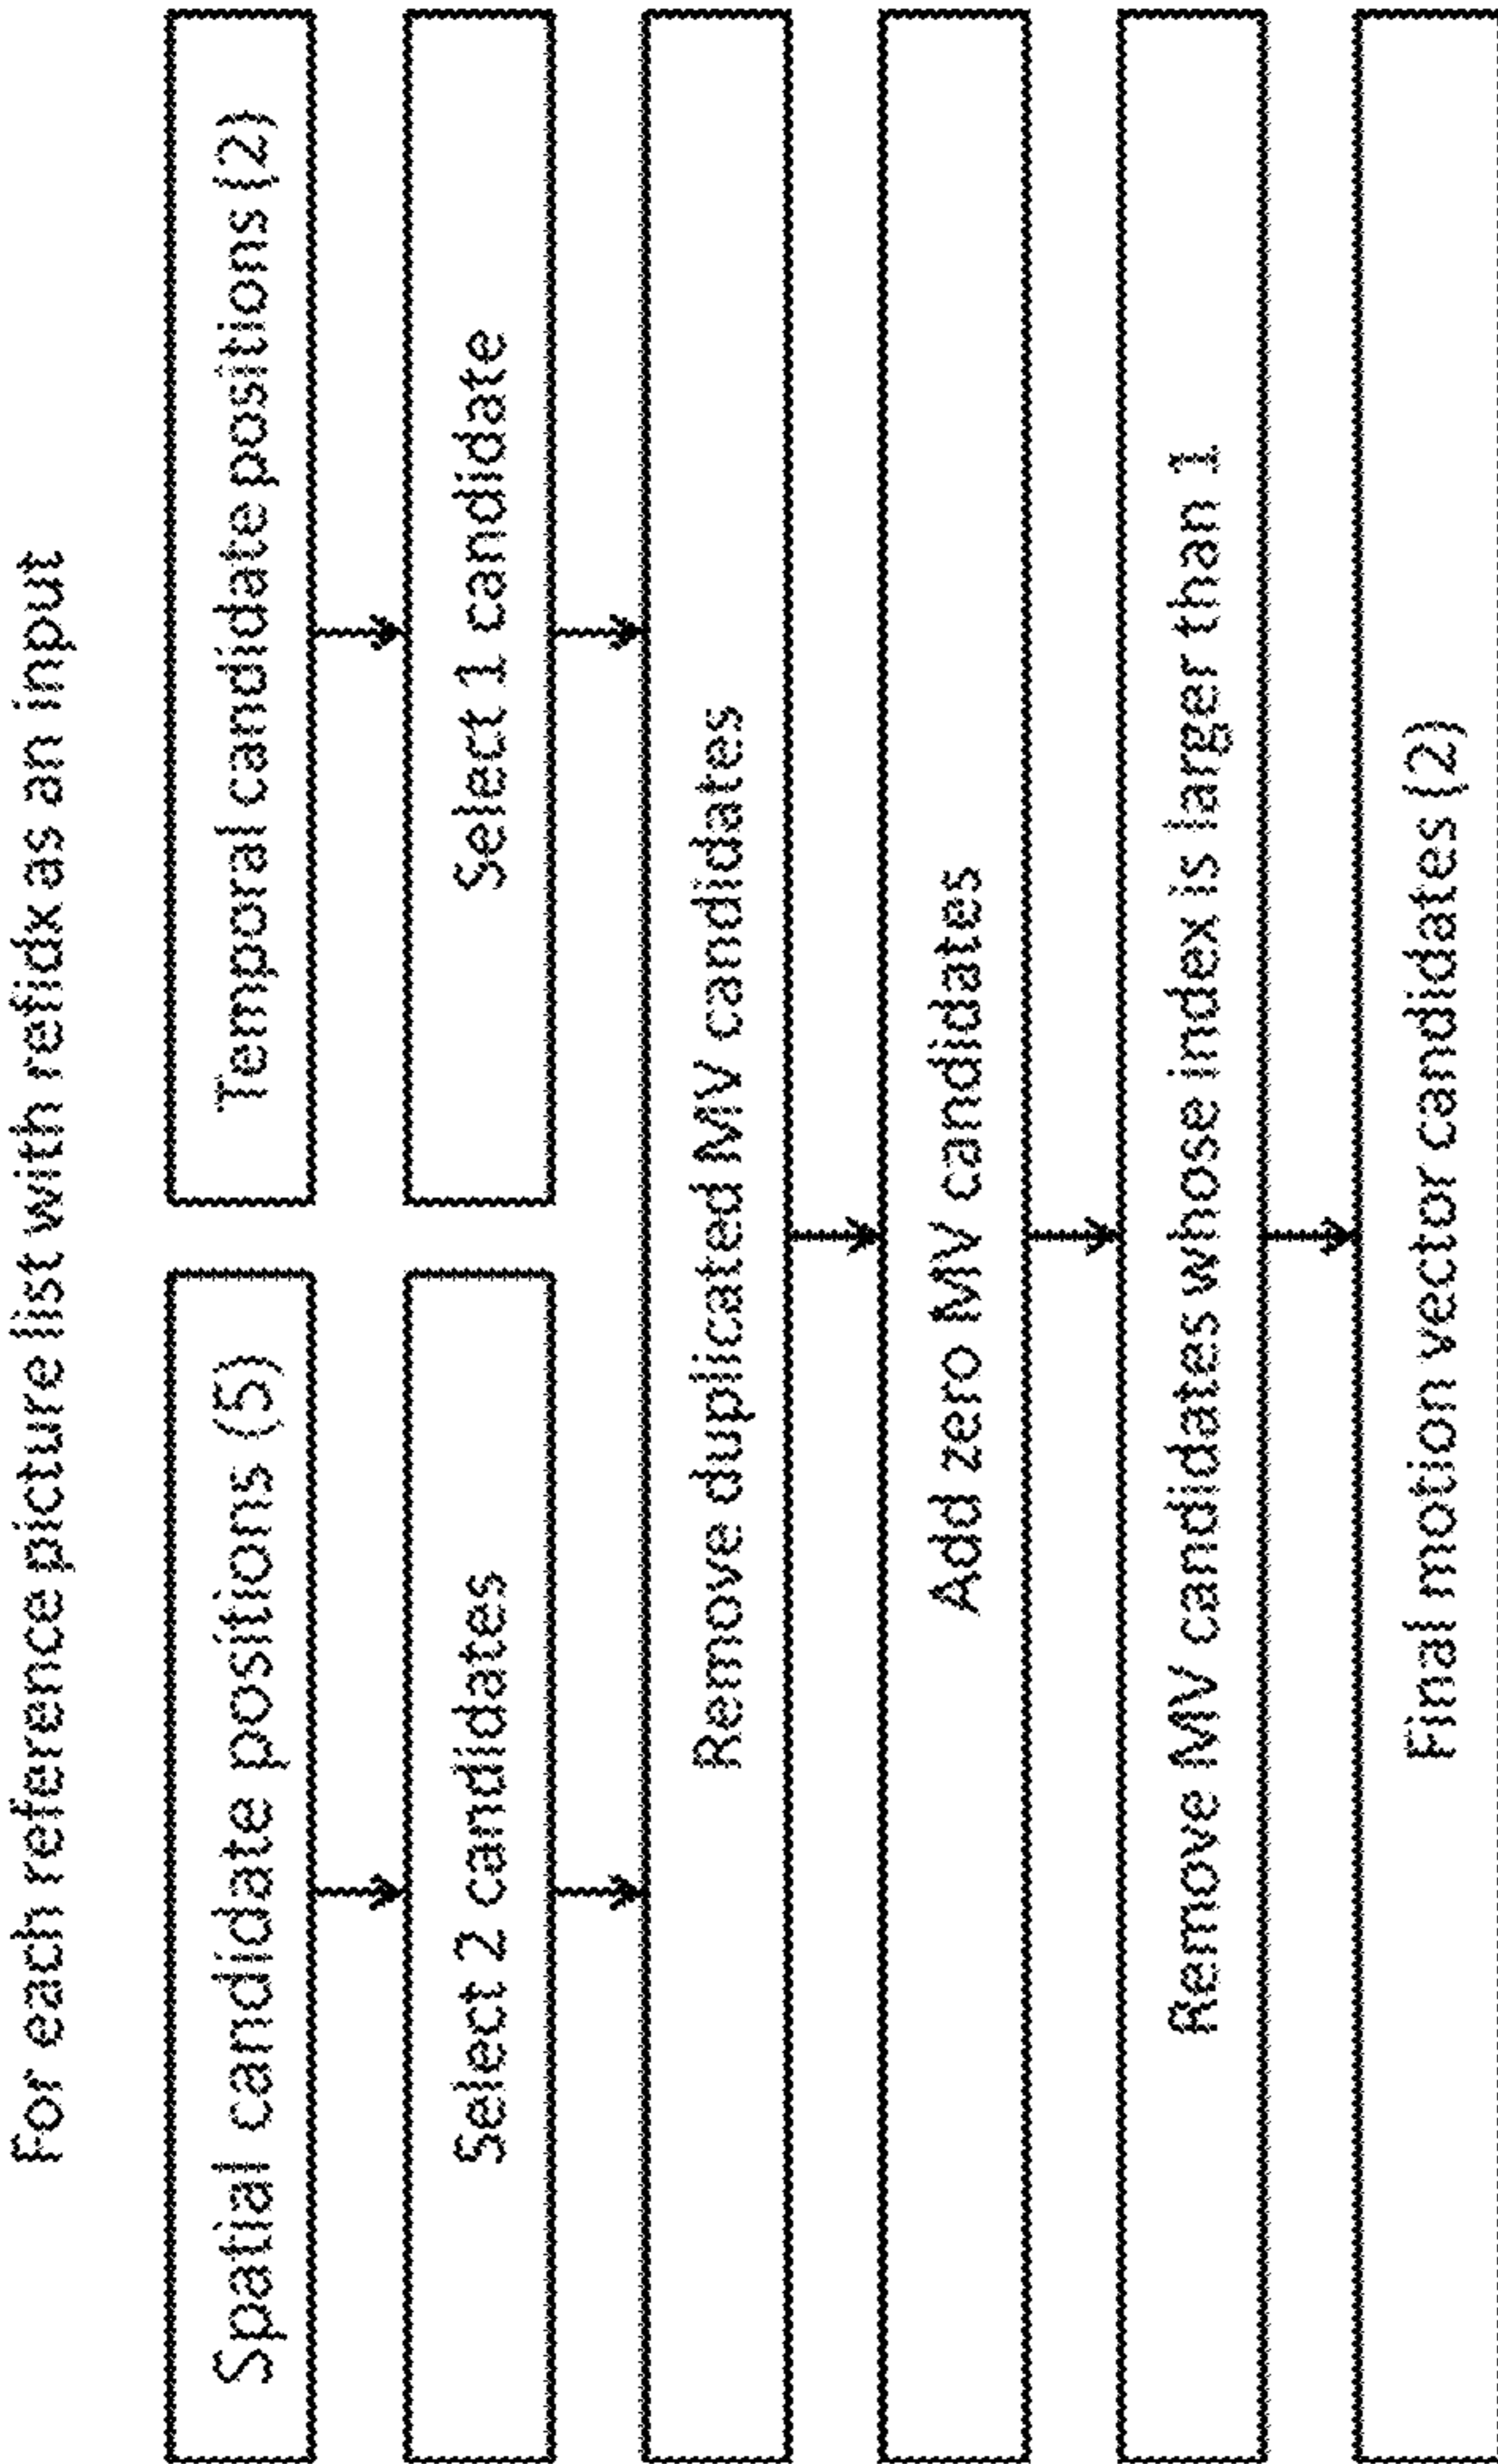 For each reference picture list with refidx as an input
Spatial candidate positions (5)
Temporal candidate positions (2)
Select 2 candidates
Select 1 candidate
Remove duplicated MV candidates
Add zero MV candidates
Remove MV candidates whose index is larger than 1
Final motion vector candidates (2)